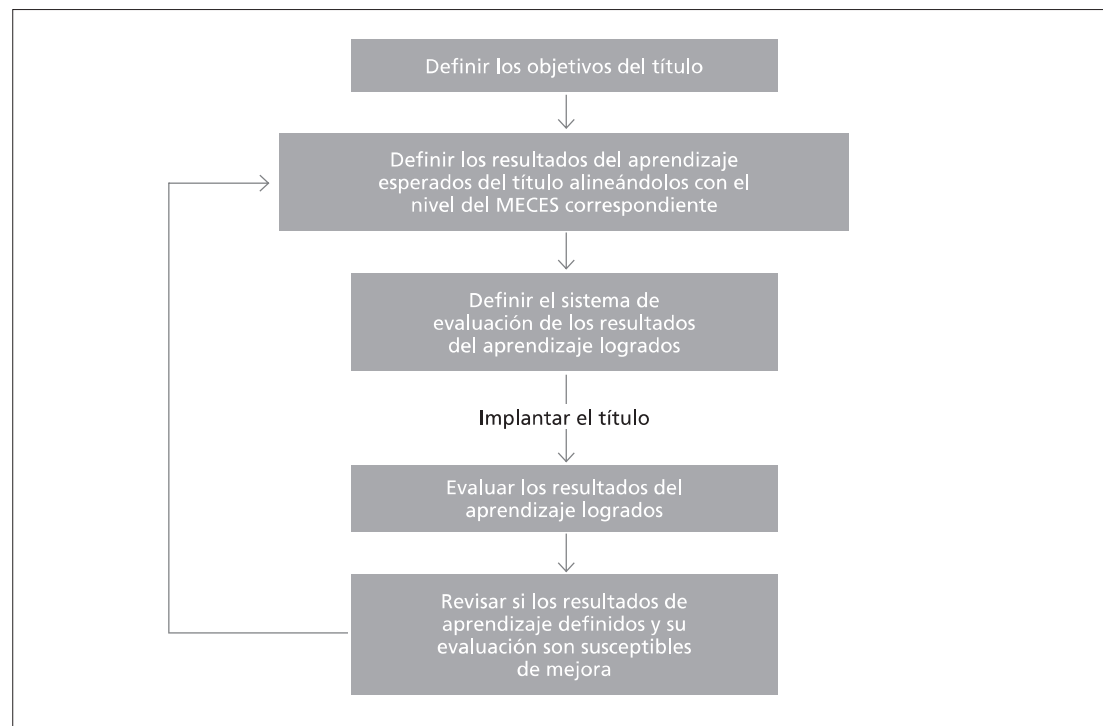 Definir los objetivos del título
Definir los resultados del aprendizaje
esperados del título alineándolos con el
nivel del MECES correspondiente
Definir el sistema de
evaluación de los resultados
del aprendizaje logrados
Implantar el título
Evaluar los resultados del
aprendizaje logrados
Revisar si los resultados de
aprendizaje definidos y su
evaluación son susceptibles
de mejora